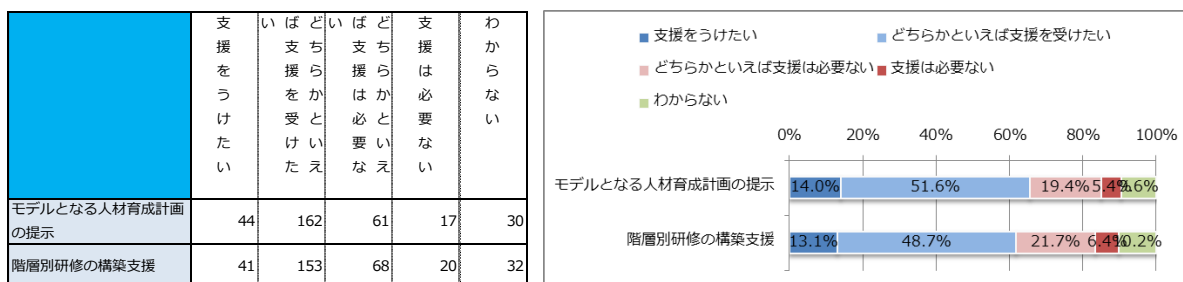 支援をうけたい
どちらかといえ
ば支援を受けた
い
どちらかといえ
ば支援は必要な
い
支援は必要ない
わからない
モデルとなる人材育成計画
の提示
44 162 61 17 30
階層別研修の構築支援
41 153 68 20 32
支援をうけたい どちらかといえば支援を受けたい
どちらかといえば支援は必要ない 支援は必要ない
わからない
0% 20% 40% 60% 80% 100%
モデルとなる人材育成計画の提示 14.0% 51.6% 19.4% 5.4% 9.6%
階層別研修の構築支援 13.1% 48.7% 21.7% 6.4% 10.2%